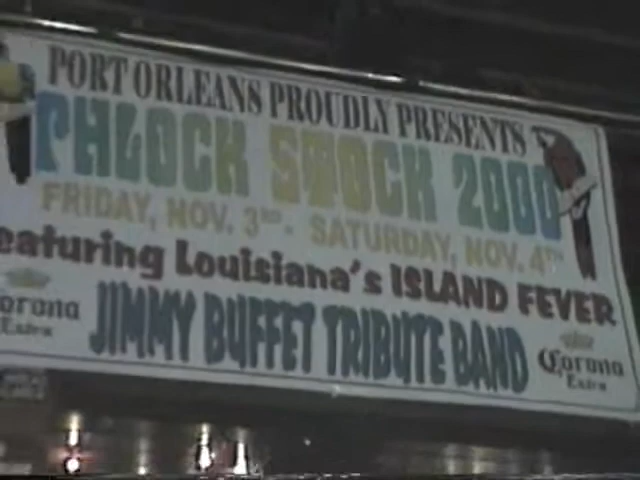 PORT ORLEANS PROUDLY PRESENTS
PHLOCK STOCK 2000
FRIDAY, NOV. 3RD - SATURDAY, NOV. 4TH
eaturing Louisiana's ISLAND FEVER
JIMMY BUFFET TRIBUTE BAND
orona
Extra
Corona
Extra